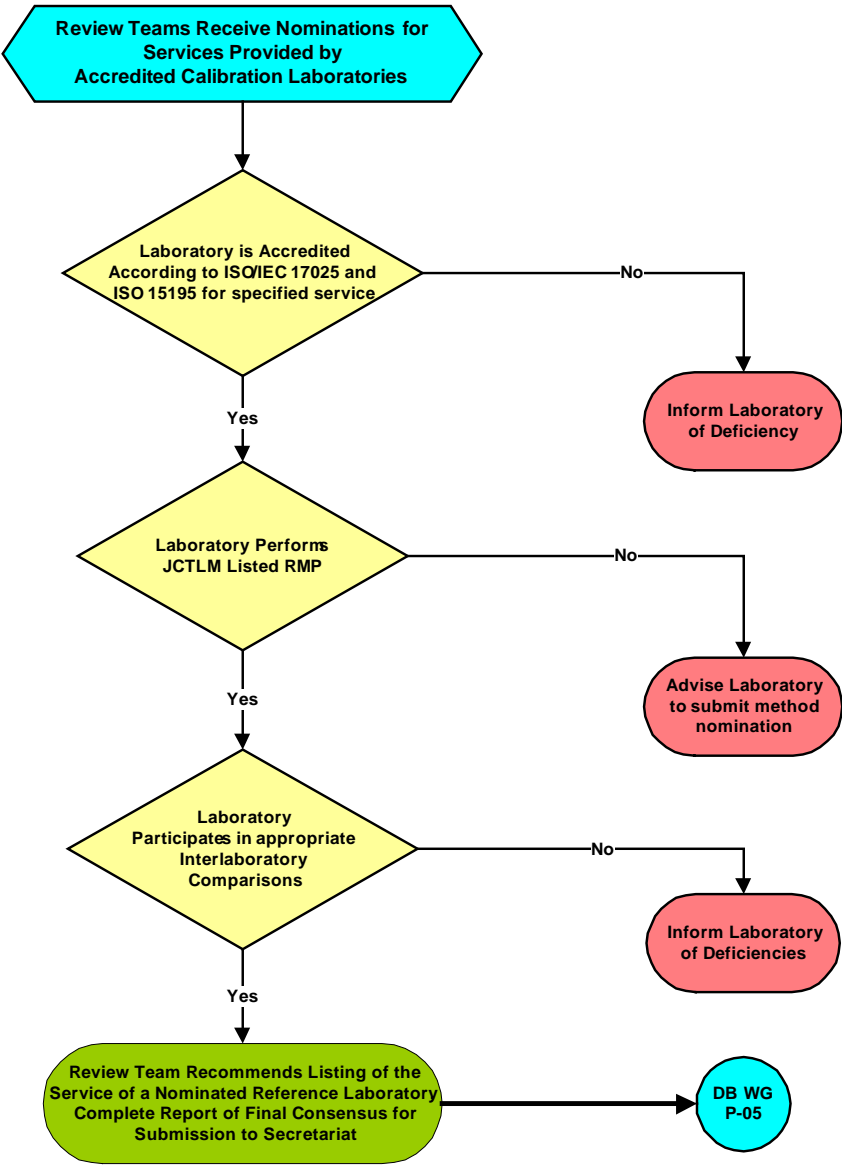 Review Teams Receive Nominations for
Services Provided by
Accredited Calibration Laboratories
Laboratory is Accredited
According to ISO/IEC 17025 and
ISO 15195 for specified service
No
Inform Laboratory
of Deficiency
Yes
Laboratory Performs
JCTLM Listed RMP
No
Advise Laboratory
to submit method
nomination
Yes
Laboratory
Participates in appropriate
Interlaboratory
Comparisons
No
Inform Laboratory
of Deficiencies
Yes
Review Team Recommends Listing of the
Service of a Nominated Reference Laboratory
Complete Report of Final Consensus for
Submission to Secretariat
DB WG
P-05